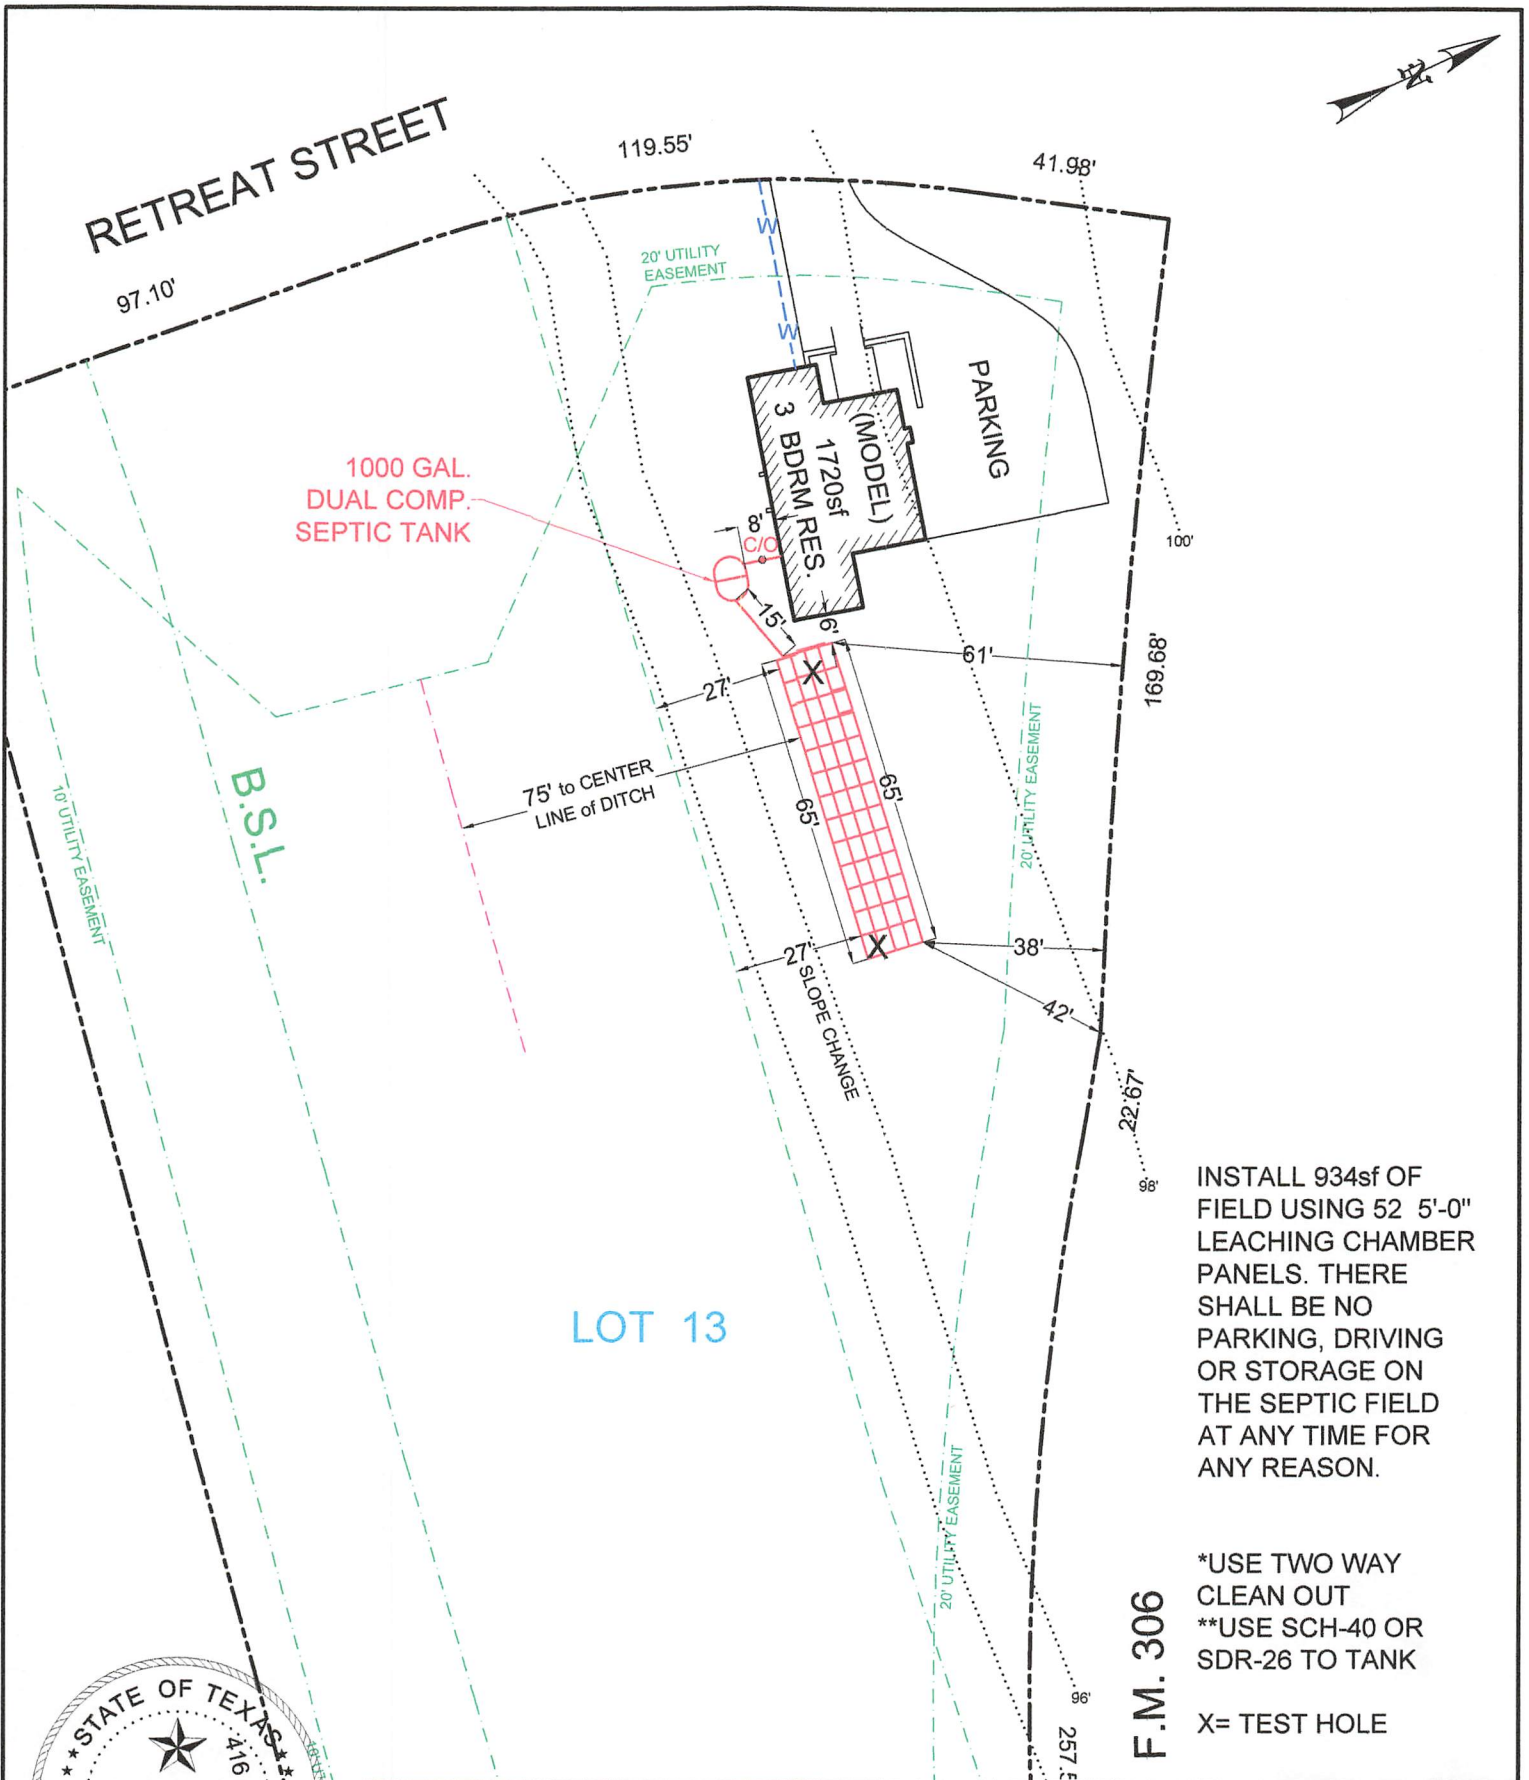 N
RETREAT STREET
119.55'
41.98'
97.10'
20' UTILITY
EASEMENT
W
W
PARKING
(MODEL)
1720sf
3 BDRM.RES.
1000 GAL.
DUAL COMP.
SEPTIC TANK
8'
C/O
100'
15'
6'
X
61'
169.68'
27'
20' UTILITY EASEMENT
75' to CENTER
LINE of DITCH
65'
65'
B.S.L.
10' UTILITY EASEMENT
27'
X
38'
42'
SLOPE CHANGE
22.67'
98'
INSTALL 934sf OF
FIELD USING 52 5'-0"
LEACHING CHAMBER
PANELS. THERE
SHALL BE NO
PARKING, DRIVING
OR STORAGE ON
THE SEPTIC FIELD
AT ANY TIME FOR
ANY REASON.
LOT 13
20' UTILITY EASEMENT
*USE TWO WAY
CLEAN OUT
**USE SCH-40 OR
SDR-26 TO TANK
X= TEST HOLE
F.M. 306
96'
257.5
STATE OF TEXAS
416